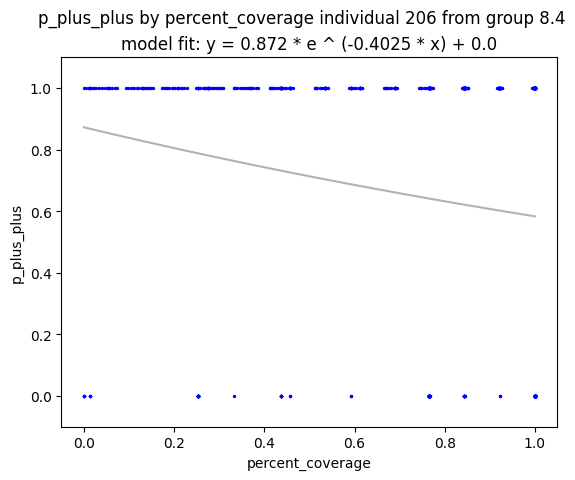 p_plus_plus by percent_coverage individual 206 from group 8.4
model fit: y = 0.872 * e ^ (-0.4025 * x) + 0.0
1.0
0.8
0.6
0.4
0.2
0.0
p_plus_plus
0.0 0.2 0.4 0.6 0.8 1.0
percent_coverage